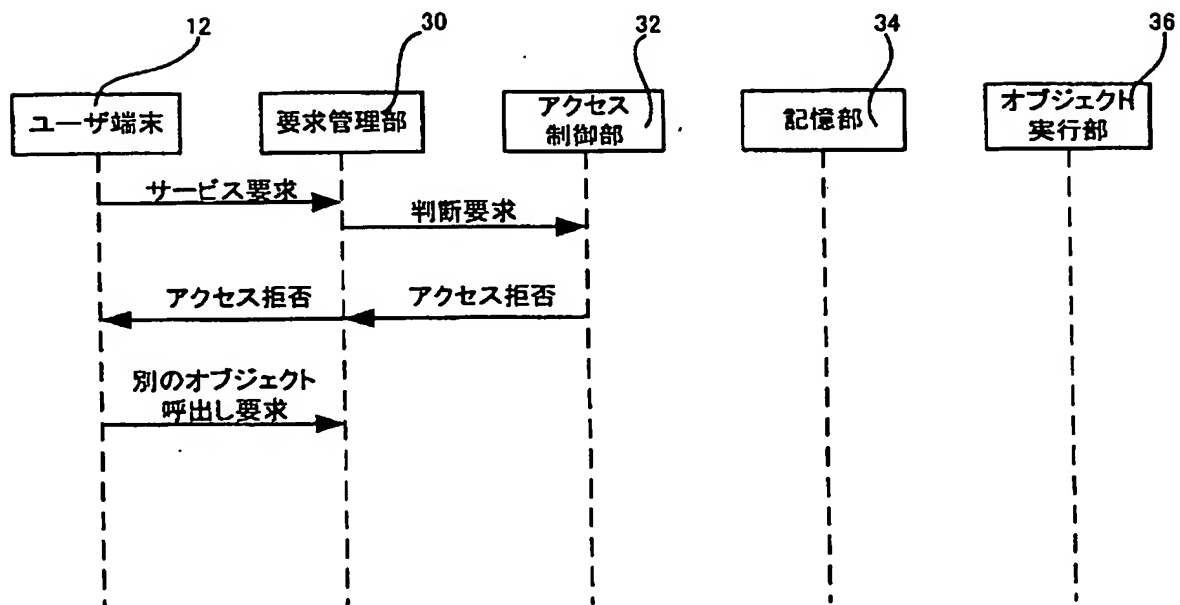 12
30
32
34
36
ユーザ端末
要求管理部
アクセス
制御部
記憶部
オブジェクト
実行部
サービス要求
判断要求
アクセス拒否
アクセス拒否
別のオブジェクト
呼出し要求